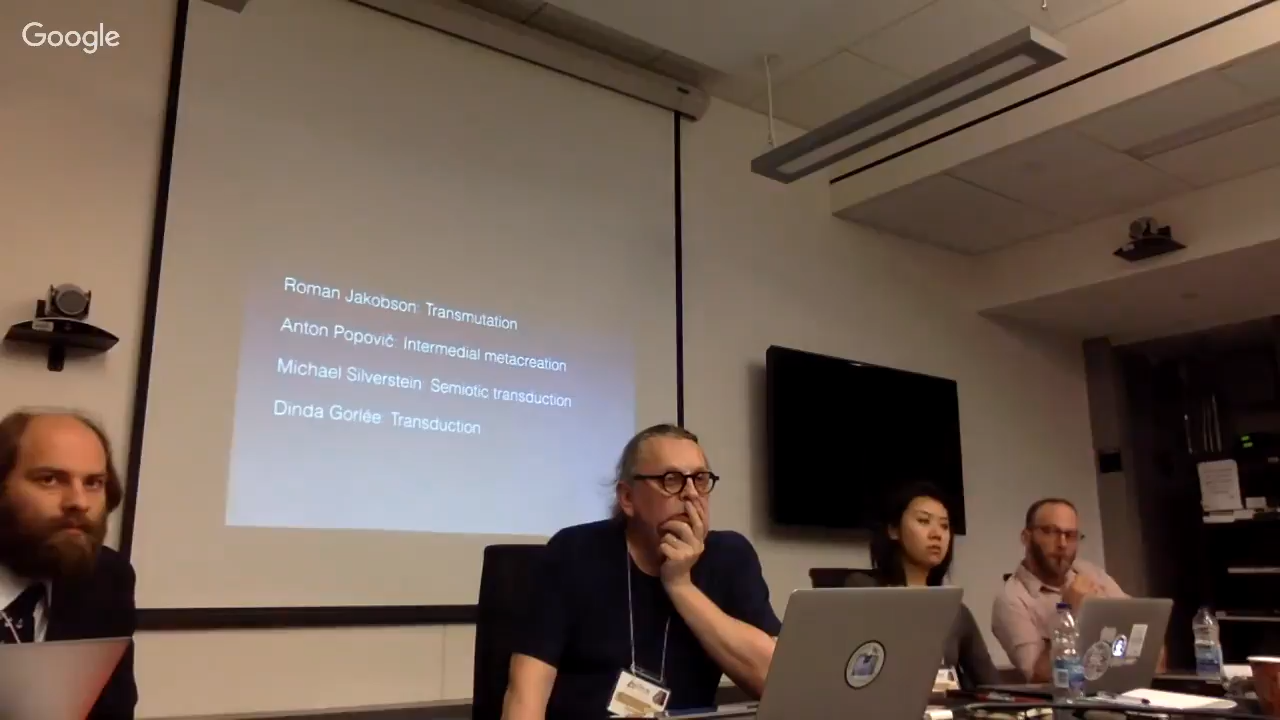 Google
Roman Jakobson: Transmutation
Anton Popovič: Intermedial metacreation
Michael Silverstein: Semiotic transduction
Dinda Gorlée: Transduction